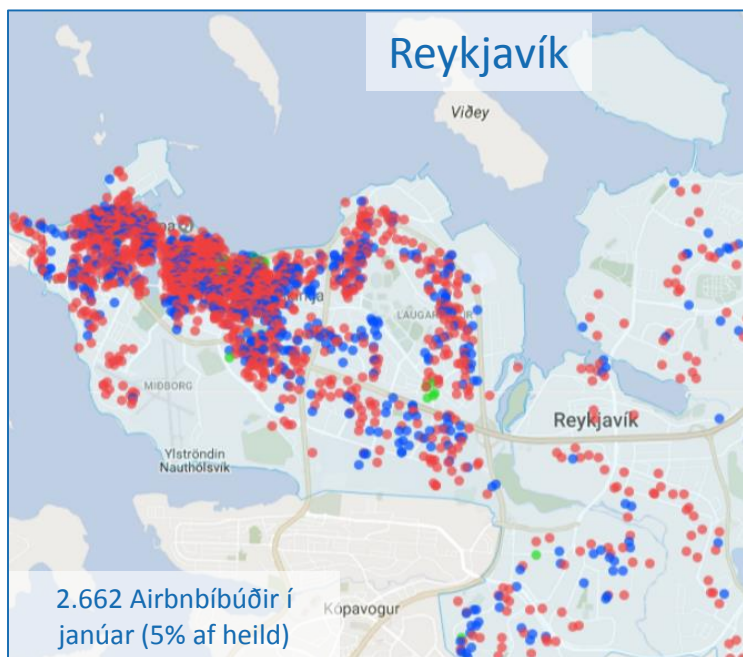 Reykjavík
Viðey
MIÐBORG
Ylströndin
Nauthólsvík
Reykjavík
Kópavogur
2.662 Airbnbíbúðir í
janúar (5% af heild)